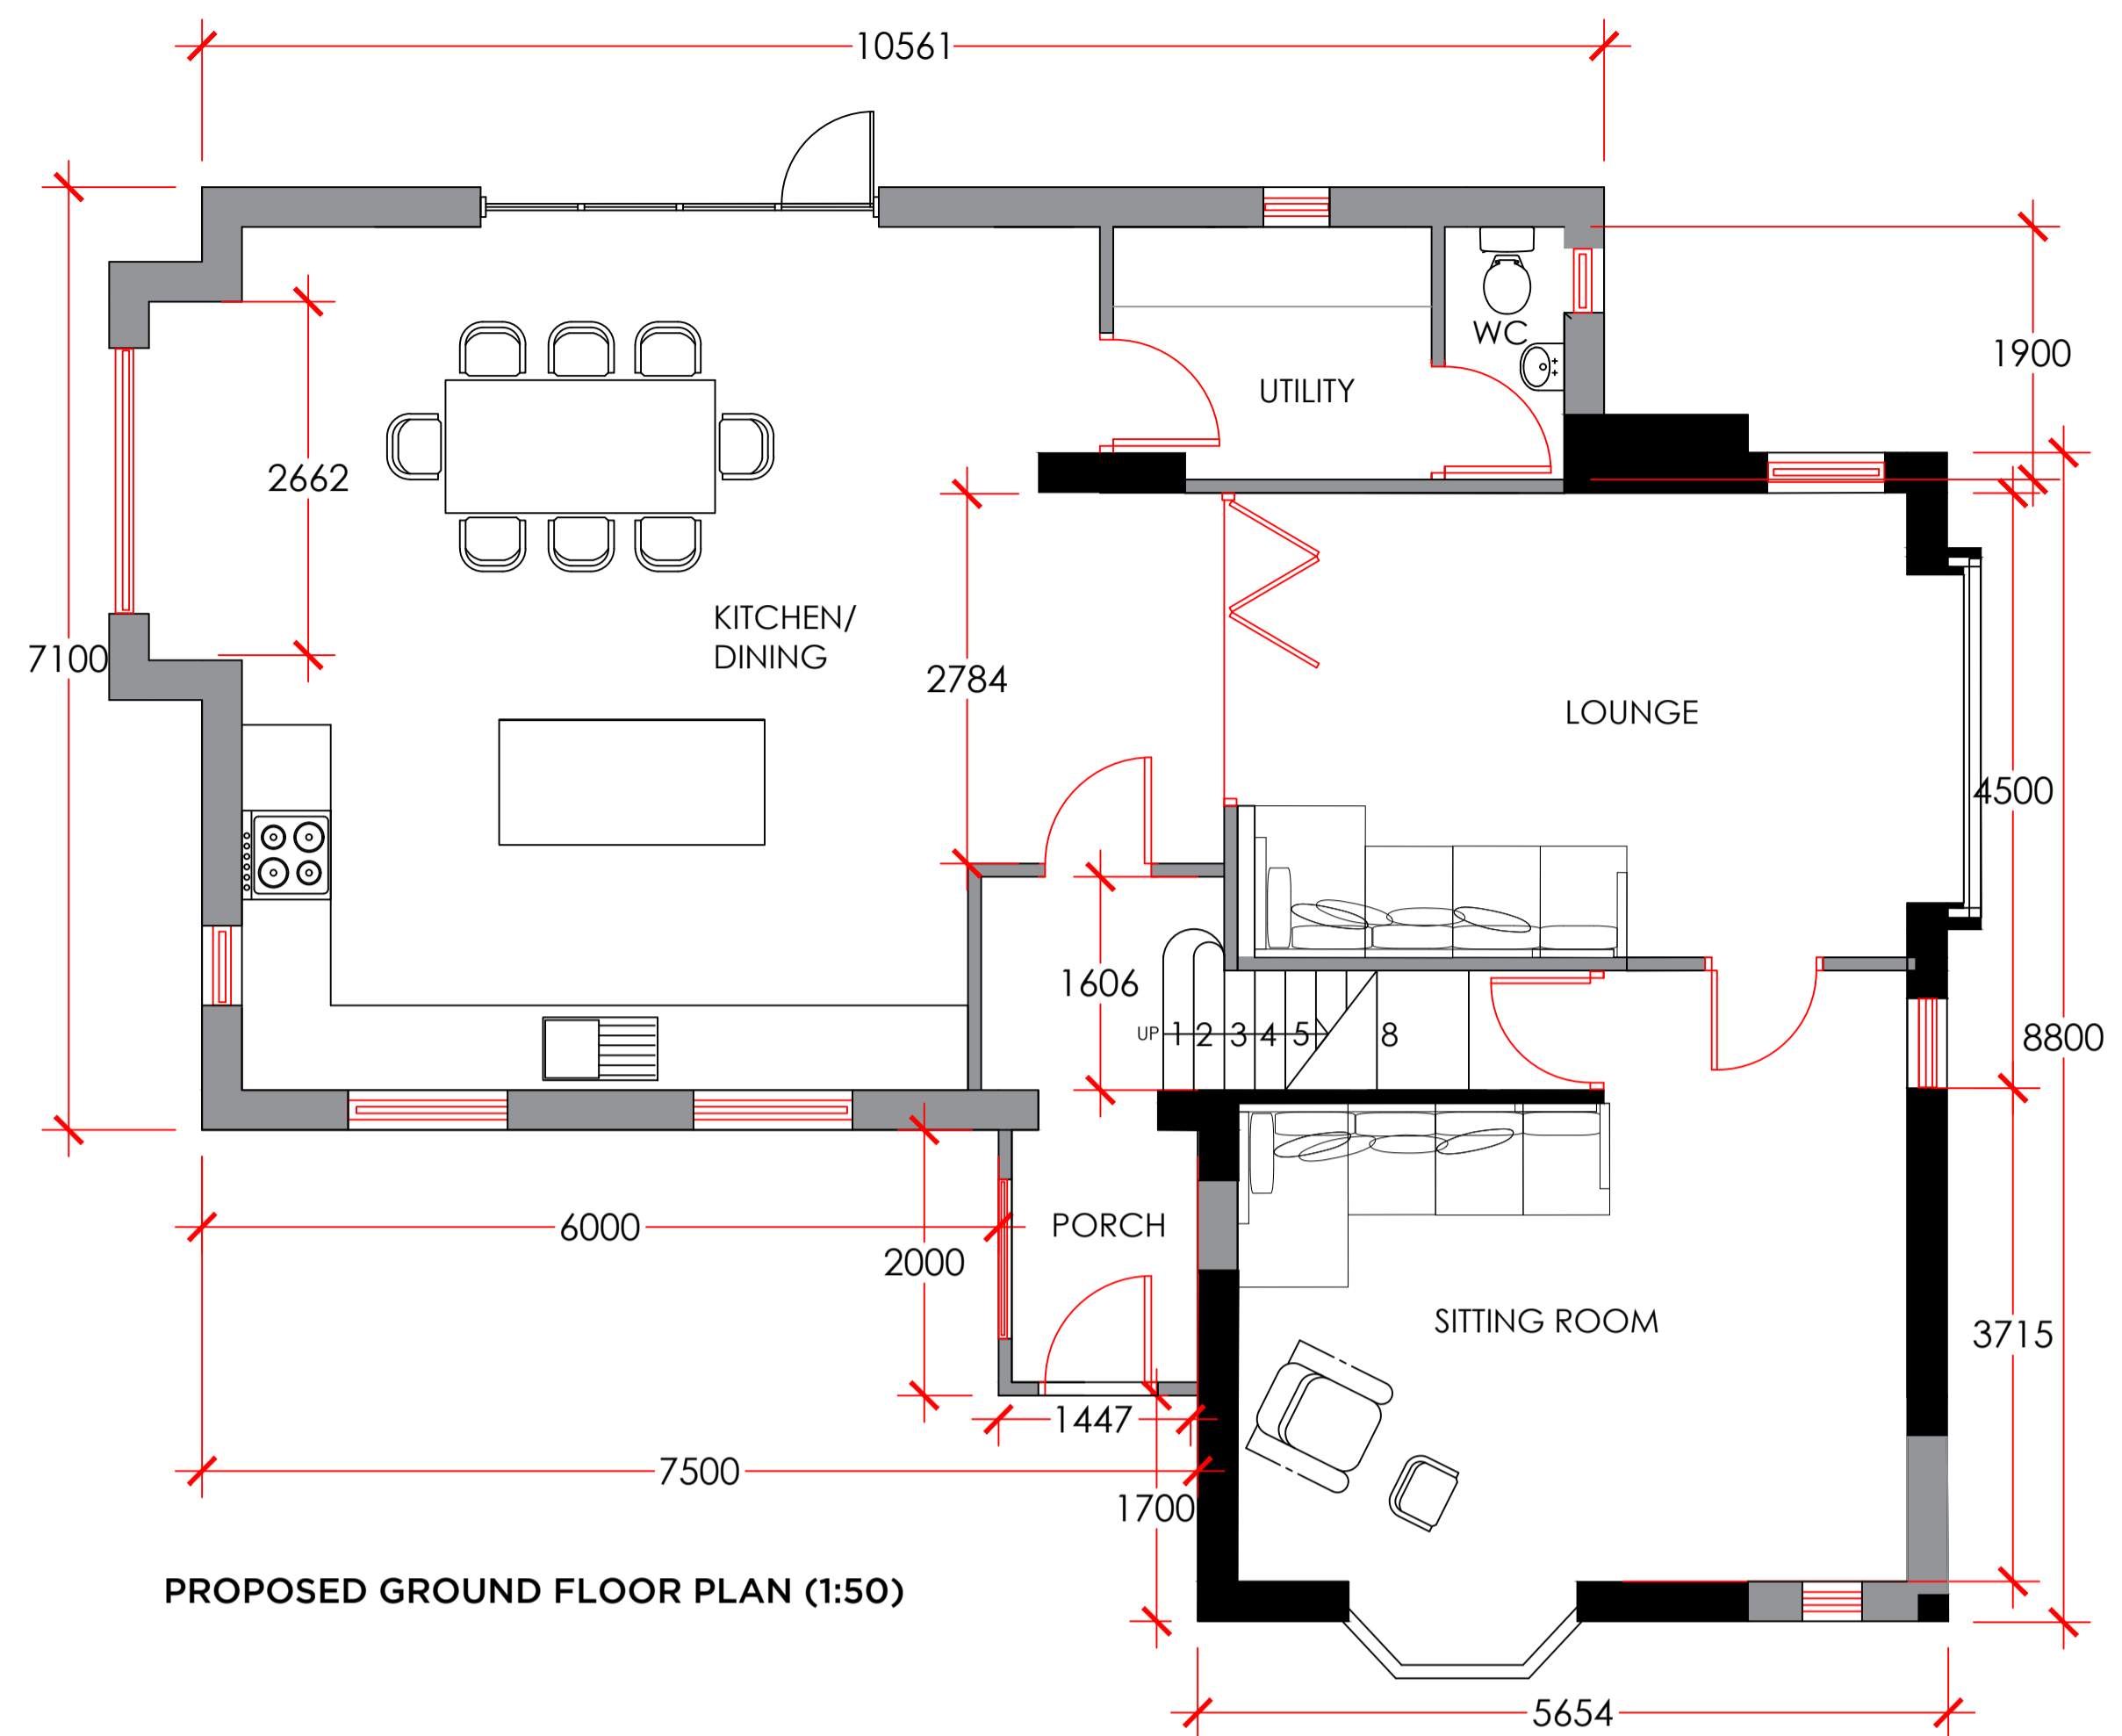 10561
1900
WC
UTILITY
2662
KITCHEN/
DINING
7100
2784
LOUNGE
4500
1606
UP 1 2 3 4 5 8
8800
6000
PORCH
2000
SITTING ROOM
3715
1447
7500
1700
PROPOSED GROUND FLOOR PLAN (1:50)
5654